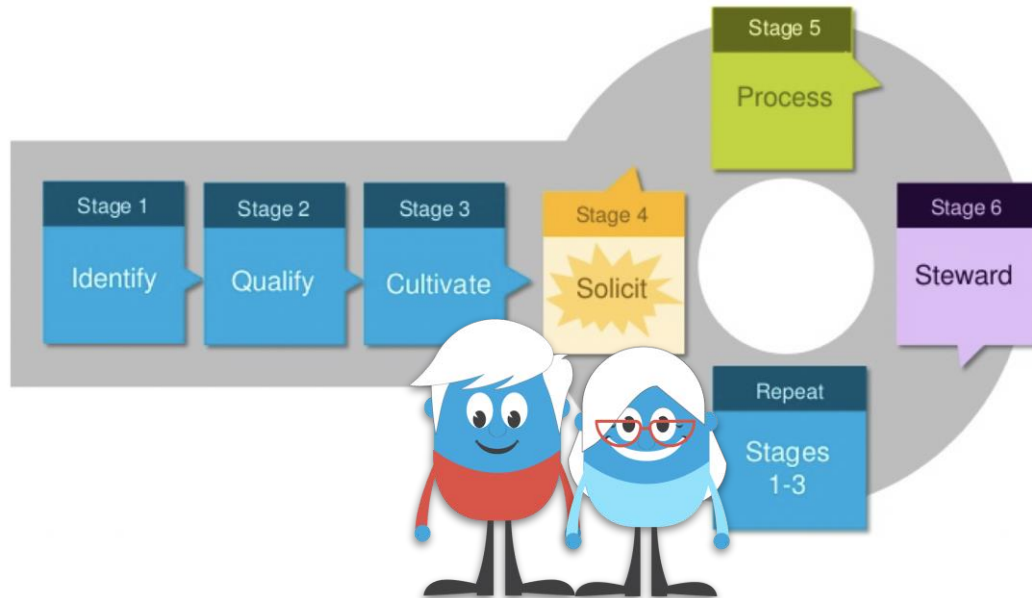 Stage 1
Identify
Stage 2
Qualify
Stage 3
Cultivate
Stage 4
Solicit
Stage 5
Process
Stage 6
Steward
Repeat
Stages
1-3